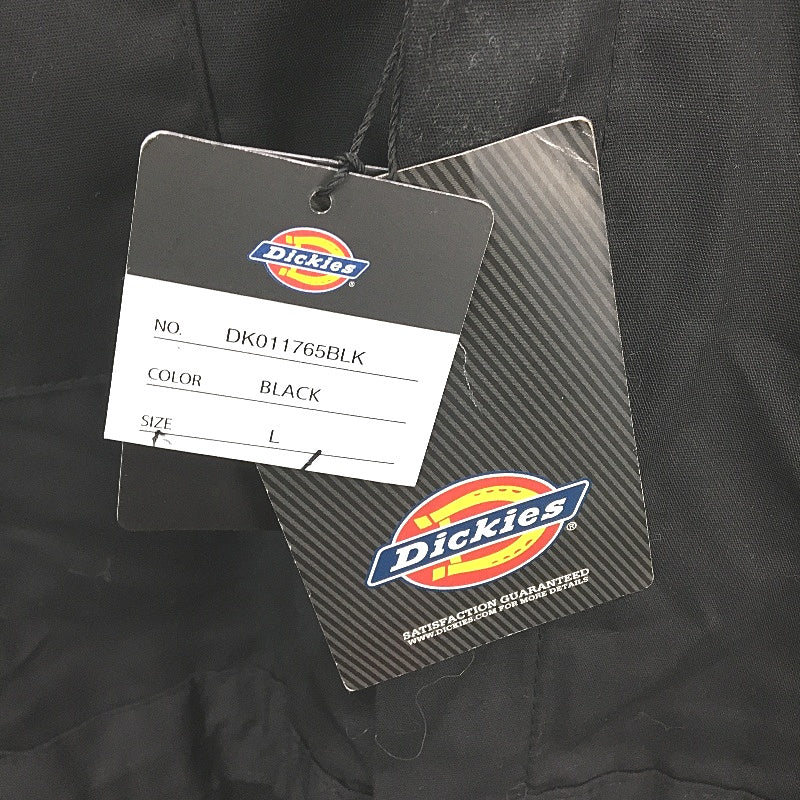 Dickies®
NO. DK011765BLK
COLOR BLACK
SIZE L
Dickies®
SATISFACTION GUARANTEED
WWW.DICKIES.COM FOR MORE DETAILS